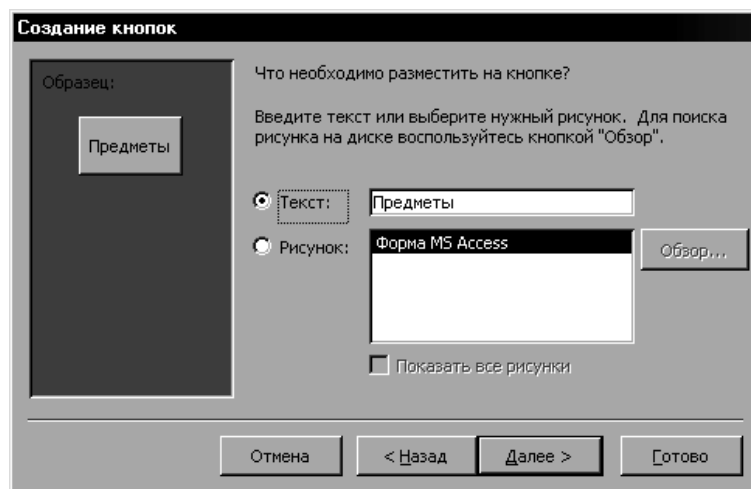 Создание кнопок
Образец:
Предметы
Что необходимо разместить на кнопке?
Введите текст или выберите нужный рисунок. Для поиска
рисунка на диске воспользуйтесь кнопкой "Обзор".
Текст:
Предметы
Рисунок:
Форма MS Access
Обзор...
Показать все рисунки
Отмена
< Назад
Далее >
Готово